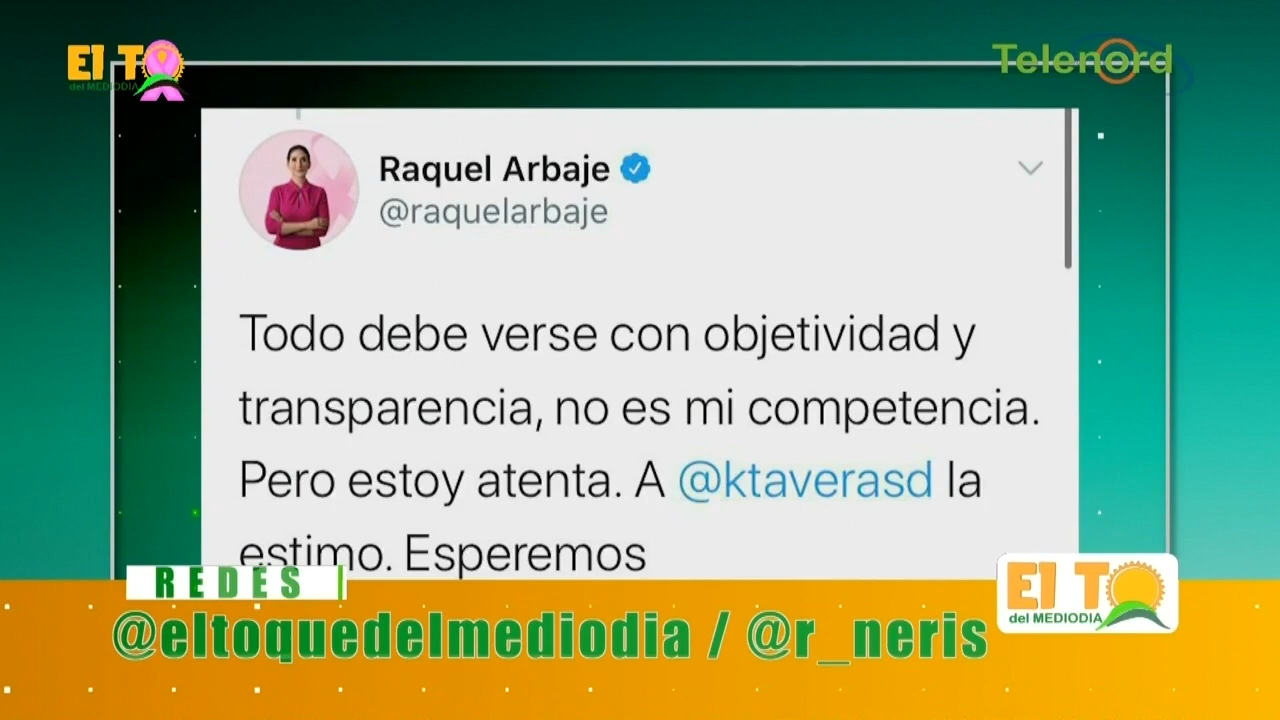 El T
del MEDIODIA
Telenord
Raquel Arbaje
@raquelarbaje
Todo debe verse con objetividad y
transparencia, no es mi competencia.
Pero estoy atenta. A @ktaverasd la
estimo. Esperemos
REDES
@eltoquedelmediodia / @r_neris
El T
del MEDIODIA